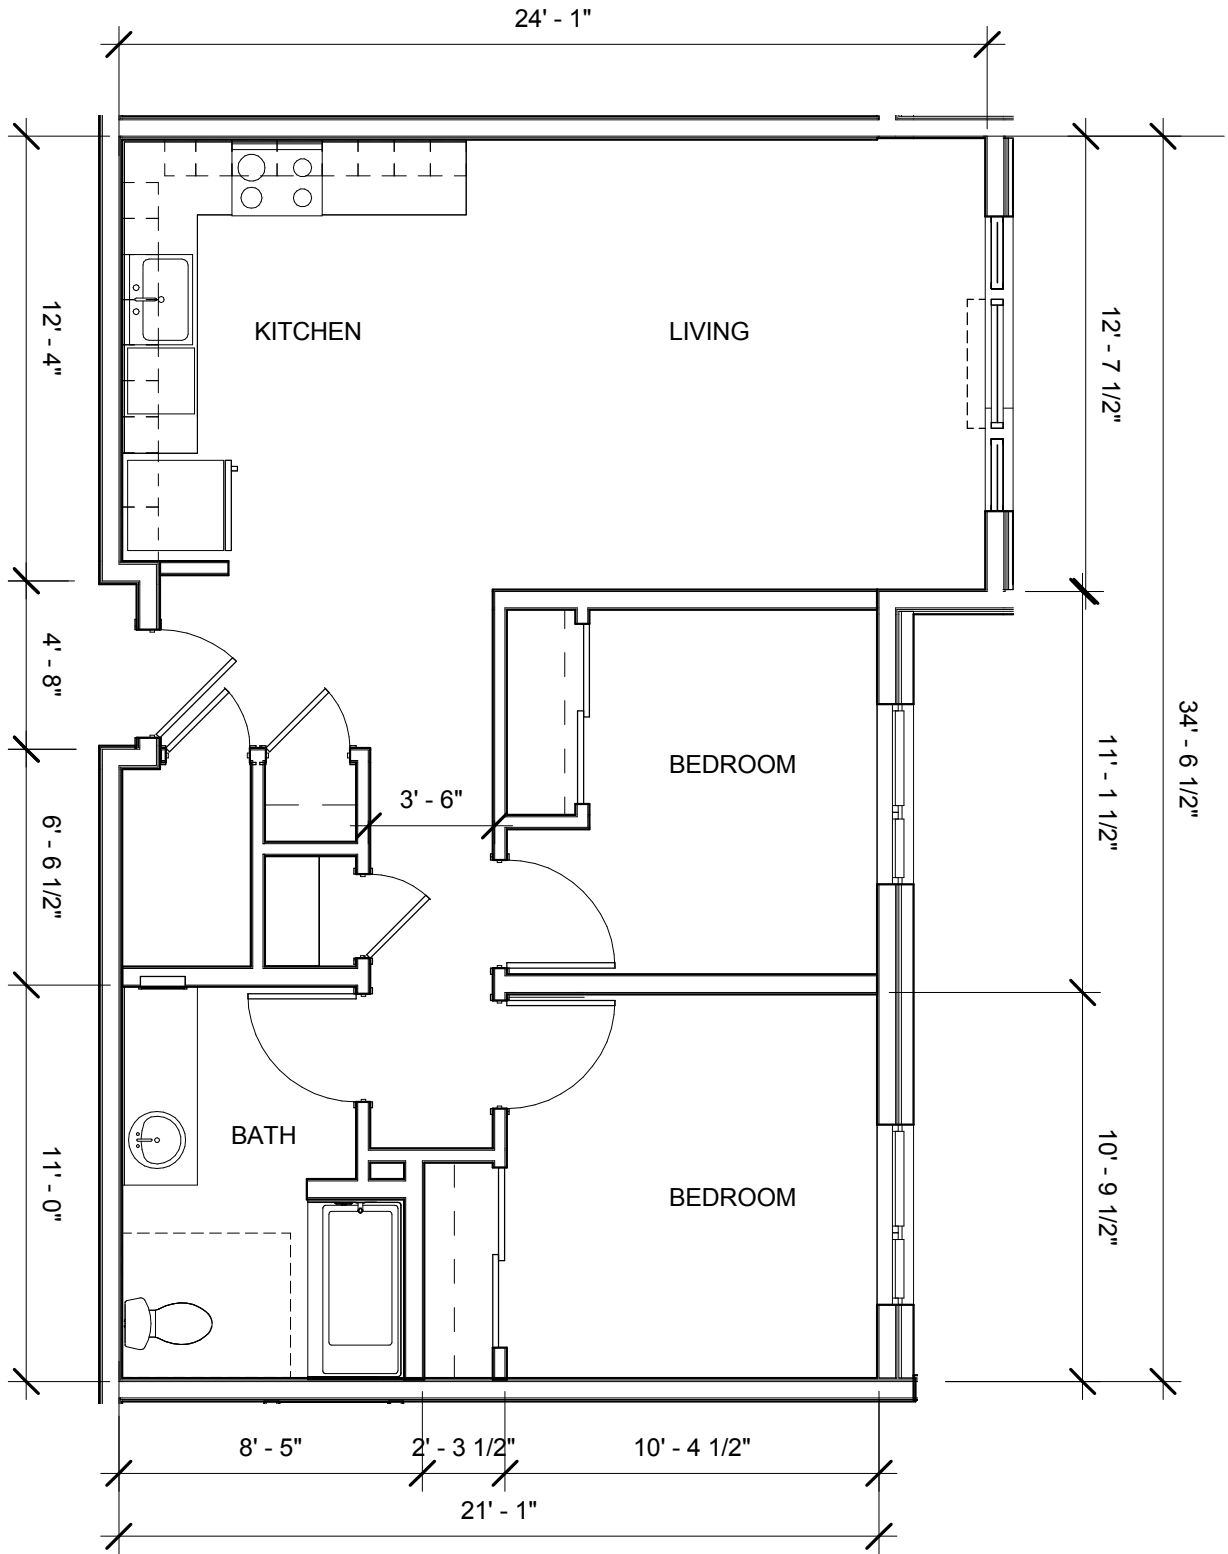 24' - 1"
12' - 4"
KITCHEN
LIVING
12' - 7 1/2"
4' - 8"
34' - 6 1/2"
BEDROOM
11' - 1 1/2"
3' - 6"
6' - 6 1/2"
BATH
11' - 0"
10' - 9 1/2"
BEDROOM
8' - 5"
2' - 3 1/2"
10' - 4 1/2"
21' - 1"